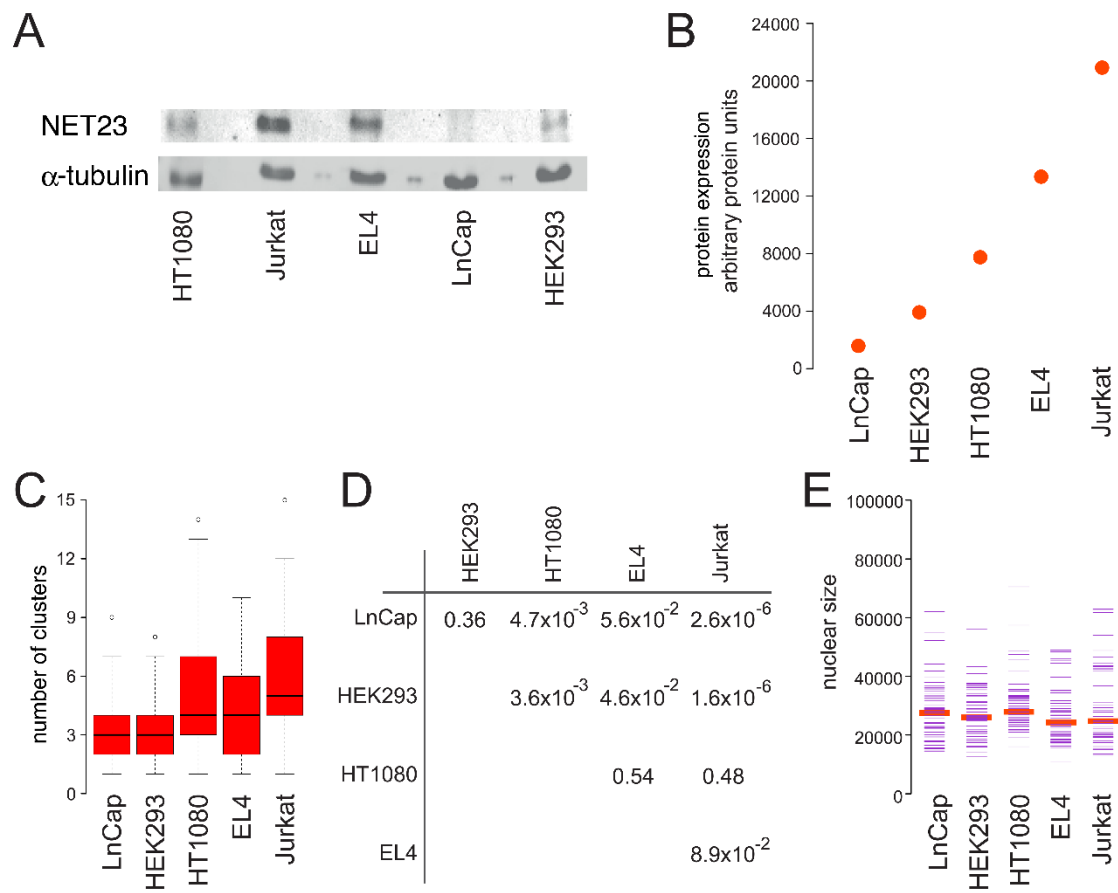 A
NET23
α-tubulin
HT1080
Jurkat
EL4
LnCap
HEK293
B
protein expression
arbitrary protein units
24000
20000
16000
12000
8000
4000
0
LnCap
HEK293
HT1080
EL4
Jurkat
C
number of clusters
15
12
9
6
3
0
LnCap
HEK293
HT1080
EL4
Jurkat
D
HEK293 HT1080 EL4 Jurkat
LnCap 0.36 4.7x10⁻³ 5.6x10⁻² 2.6x10⁻⁶
HEK293 3.6x10⁻³ 4.6x10⁻² 1.6x10⁻⁶
HT1080 0.54 0.48
EL4 8.9x10⁻²
E
nuclear size
100000
80000
60000
40000
20000
0
LnCap
HEK293
HT1080
EL4
Jurkat